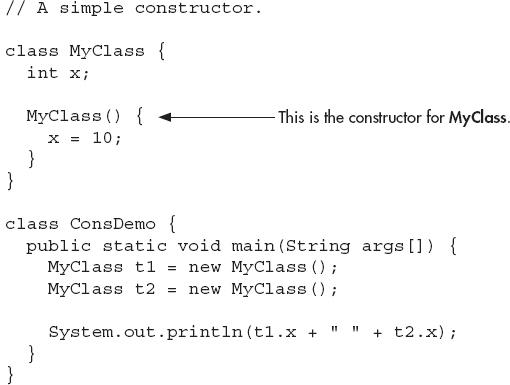 // A simple constructor.
class MyClass {
int x;
MyClass() { This is the constructor for MyClass.
x = 10;
}
}
class ConsDemo {
public static void main(String args[]) {
MyClass t1 = new MyClass();
MyClass t2 = new MyClass();
System.out.println(t1.x + " " + t2.x);
}
}